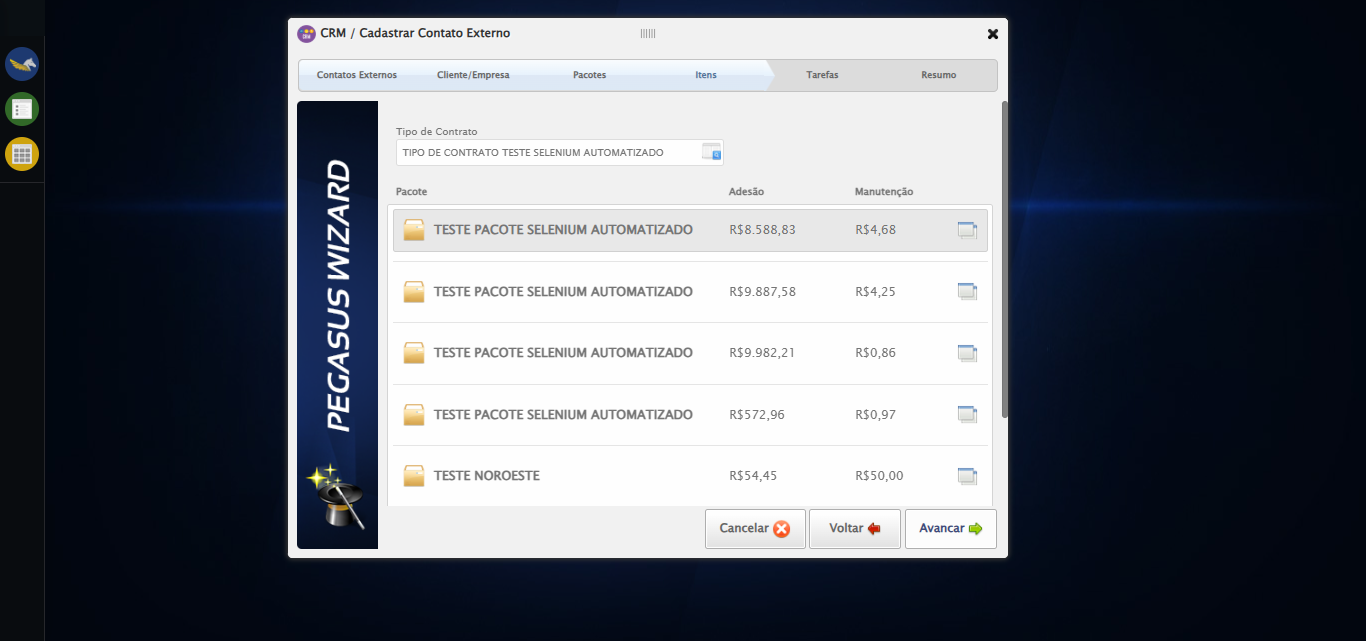 CRM / Cadastrar Contato Externo
Contatos Externos Cliente/Empresa Pacotes Itens Tarefas Resumo
PEGASUS WIZARD
Tipo de Contrato
TIPO DE CONTRATO TESTE SELENIUM AUTOMATIZADO
Pacote Adesão Manutenção
TESTE PACOTE SELENIUM AUTOMATIZADO R$8.588,83 R$4,68
TESTE PACOTE SELENIUM AUTOMATIZADO R$9.887,58 R$4,25
TESTE PACOTE SELENIUM AUTOMATIZADO R$9.982,21 R$0,86
TESTE PACOTE SELENIUM AUTOMATIZADO R$572,96 R$0,97
TESTE NOROESTE R$54,45 R$50,00
Cancelar Voltar Avancar